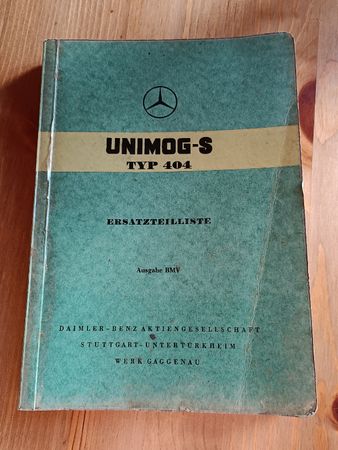 UNIMOG-S
TYP 404
ERSATZTEILLISTE
Ausgabe BMV
DAIMLER-BENZ AKTIENGESELLSCHAFT
STUTTGART-UNTERTÜRKHEIM
WERK GAGGENAU